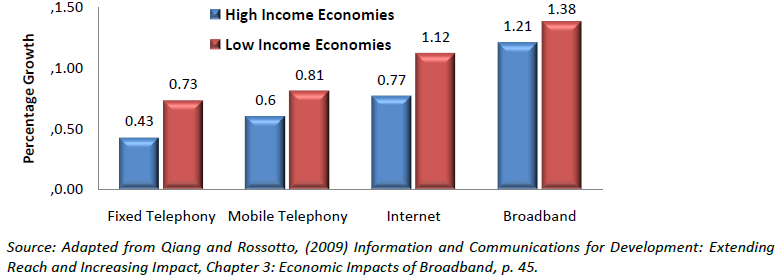 ,1.50
High Income Economies
Low Income Economies
1.38
1.21
1.12
,1.00
0.81
0.77
0.73
0.6
0.43
,0.50
,0.00
Percentage Growth
Fixed Telephony Mobile Telephony Internet Broadband
Source: Adapted from Qiang and Rossotto, (2009) Information and Communications for Development: Extending
Reach and Increasing Impact, Chapter 3: Economic Impacts of Broadband, p. 45.